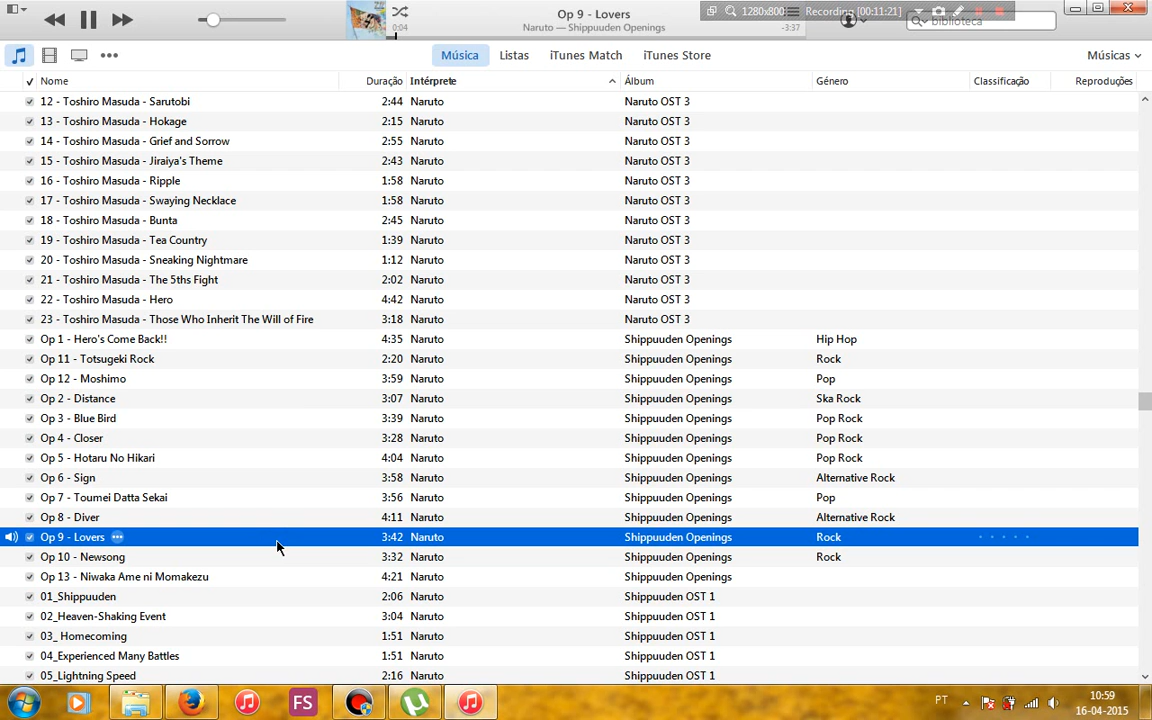 Op 9 - Lovers
Naruto — Shippuuden Openings
0:04
-3:37
1280x800
Recording [00:11:21]
biblioteca
Música Listas iTunes Match iTunes Store Músicas
Nome Duração Intérprete Álbum Género Classificação Reproduções
12 - Toshiro Masuda - Sarutobi 2:44 Naruto Naruto OST 3
13 - Toshiro Masuda - Hokage 2:15 Naruto Naruto OST 3
14 - Toshiro Masuda - Grief and Sorrow 2:55 Naruto Naruto OST 3
15 - Toshiro Masuda - Jiraiya's Theme 2:43 Naruto Naruto OST 3
16 - Toshiro Masuda - Ripple 1:58 Naruto Naruto OST 3
17 - Toshiro Masuda - Swaying Necklace 1:58 Naruto Naruto OST 3
18 - Toshiro Masuda - Bunta 2:45 Naruto Naruto OST 3
19 - Toshiro Masuda - Tea Country 1:39 Naruto Naruto OST 3
20 - Toshiro Masuda - Sneaking Nightmare 1:12 Naruto Naruto OST 3
21 - Toshiro Masuda - The 5ths Fight 2:02 Naruto Naruto OST 3
22 - Toshiro Masuda - Hero 4:42 Naruto Naruto OST 3
23 - Toshiro Masuda - Those Who Inherit The Will of Fire 3:18 Naruto Naruto OST 3
Op 1 - Hero's Come Back!! 4:35 Naruto Shippuuden Openings Hip Hop
Op 11 - Totsugeki Rock 2:20 Naruto Shippuuden Openings Rock
Op 12 - Moshimo 3:59 Naruto Shippuuden Openings Pop
Op 2 - Distance 3:07 Naruto Shippuuden Openings Ska Rock
Op 3 - Blue Bird 3:39 Naruto Shippuuden Openings Pop Rock
Op 4 - Closer 3:28 Naruto Shippuuden Openings Pop Rock
Op 5 - Hotaru No Hikari 4:04 Naruto Shippuuden Openings Pop Rock
Op 6 - Sign 3:58 Naruto Shippuuden Openings Alternative Rock
Op 7 - Toumei Datta Sekai 3:56 Naruto Shippuuden Openings Pop
Op 8 - Diver 4:11 Naruto Shippuuden Openings Alternative Rock
Op 9 - Lovers 3:42 Naruto Shippuuden Openings Rock
Op 10 - Newsong 3:32 Naruto Shippuuden Openings Rock
Op 13 - Niwaka Ame ni Momakezu 4:21 Naruto Shippuuden Openings
01_Shippuuden 2:06 Naruto Shippuuden OST 1
02_Heaven-Shaking Event 3:04 Naruto Shippuuden OST 1
03_ Homecoming 1:51 Naruto Shippuuden OST 1
04_Experienced Many Battles 1:51 Naruto Shippuuden OST 1
05_Lightning Speed 2:16 Naruto Shippuuden OST 1
FS
PT
10:59
16-04-2015